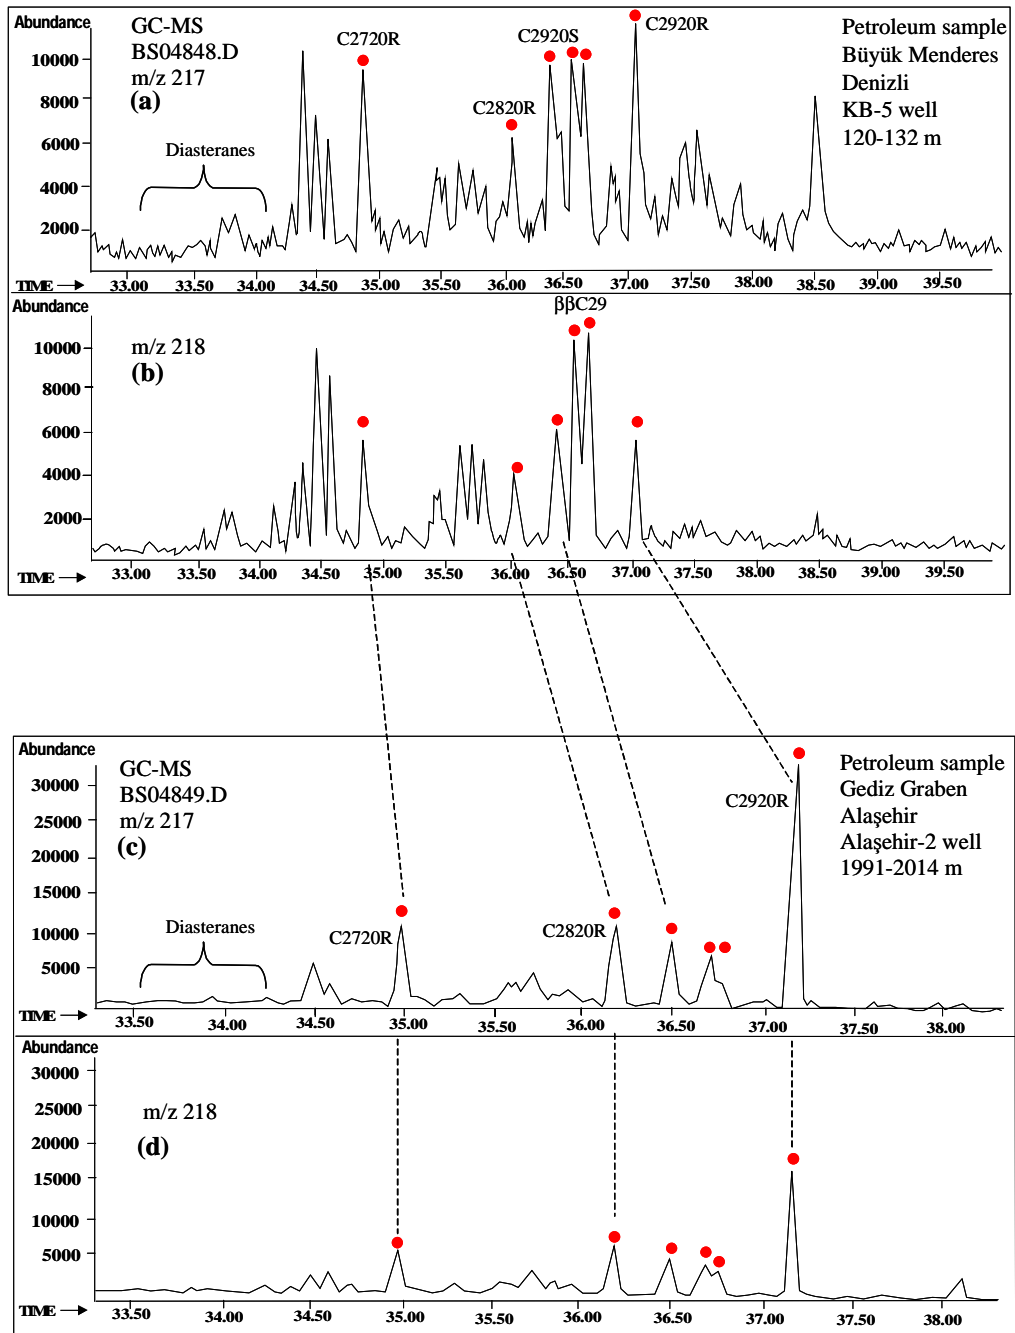 Abundance
GC-MS
BS04848.D
m/z 217
(a)
C2720R
C2820R
C2920S
C2920R
Petroleum sample
Büyük Menderes
Denizli
KB-5 well
120-132 m
Diasteranes
10000
8000
6000
4000
2000
TIME
33.00 33.50 34.00 34.50 35.00 35.50 36.00 36.50 37.00 37.50 38.00 38.50 39.00 39.50
Abundance
ββC29
m/z 218
(b)
10000
8000
6000
4000
2000
TIME
33.00 33.50 34.00 34.50 35.00 35.50 36.00 36.50 37.00 37.50 38.00 38.50 39.00 39.50
Abundance
GC-MS
BS04849.D
m/z 217
(c)
Petroleum sample
Gediz Graben
Alaşehir
Alaşehir-2 well
1991-2014 m
C2920R
C2720R
C2820R
Diasteranes
30000
25000
20000
15000
10000
5000
TIME
33.50 34.00 34.50 35.00 35.50 36.00 36.50 37.00 37.50 38.00
Abundance
m/z 218
(d)
30000
25000
20000
15000
10000
5000
TIME
33.50 34.00 34.50 35.00 35.50 36.00 36.50 37.00 37.50 38.00